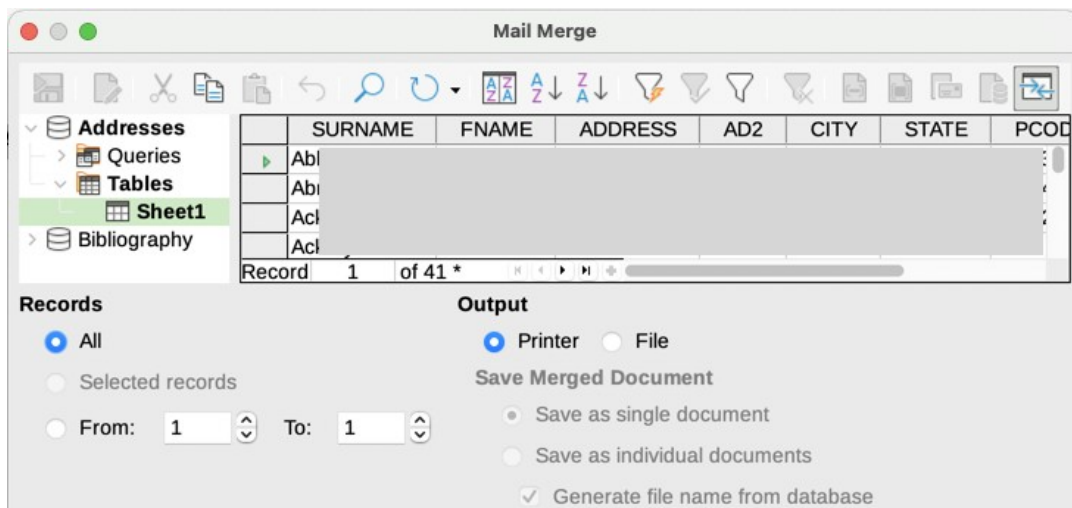 Mail Merge
Addresses
Queries
Tables
Sheet1
Bibliography
SURNAME FNAME ADDRESS AD2 CITY STATE PCOD
Record 1 of 41 *
Records
All
Selected records
From: 1 To: 1
Output
Printer File
Save Merged Document
Save as single document
Save as individual documents
Generate file name from database